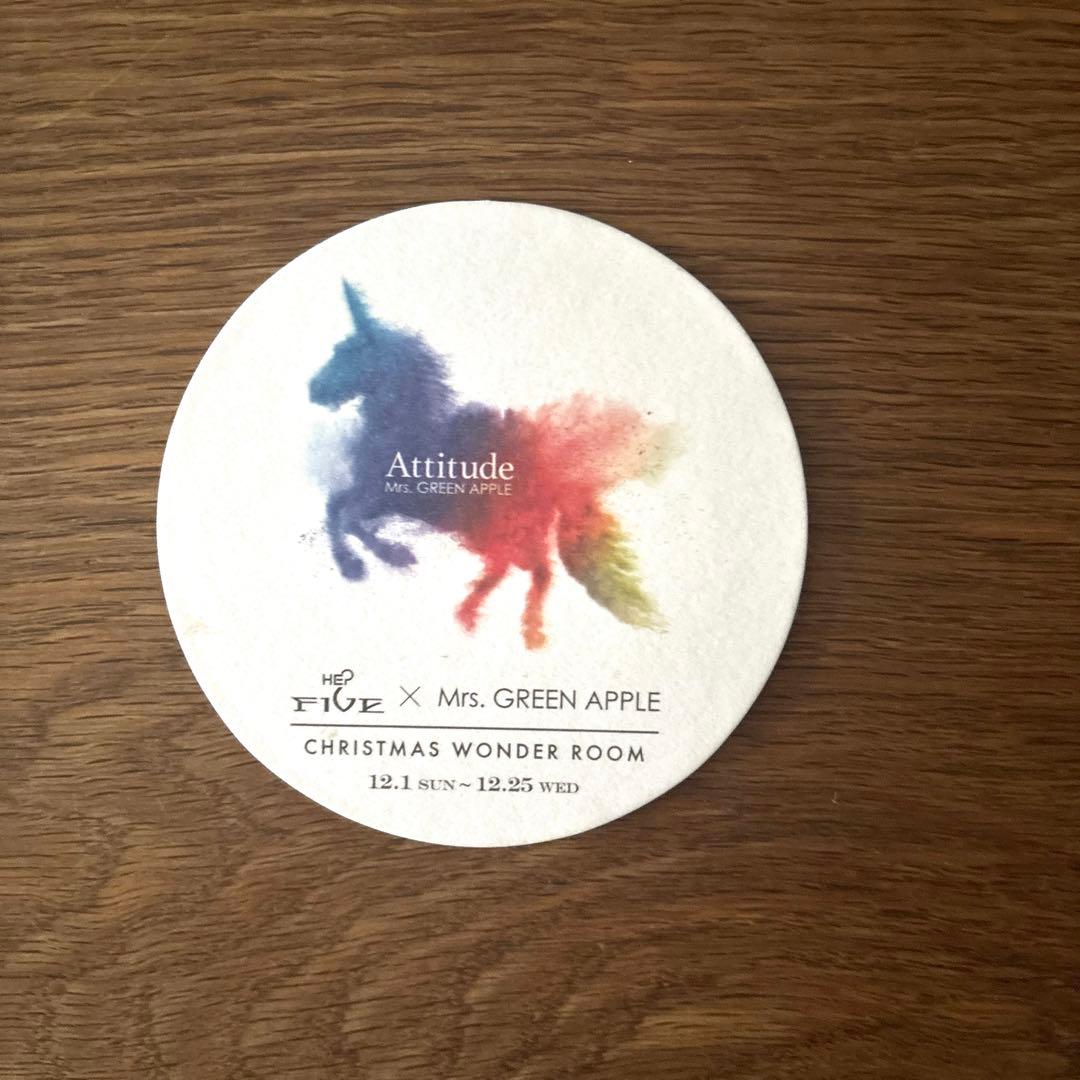 Attitude
Mrs. GREEN APPLE
HEP FIVE × Mrs. GREEN APPLE
CHRISTMAS WONDER ROOM
12.1 SUN ~ 12.25 WED